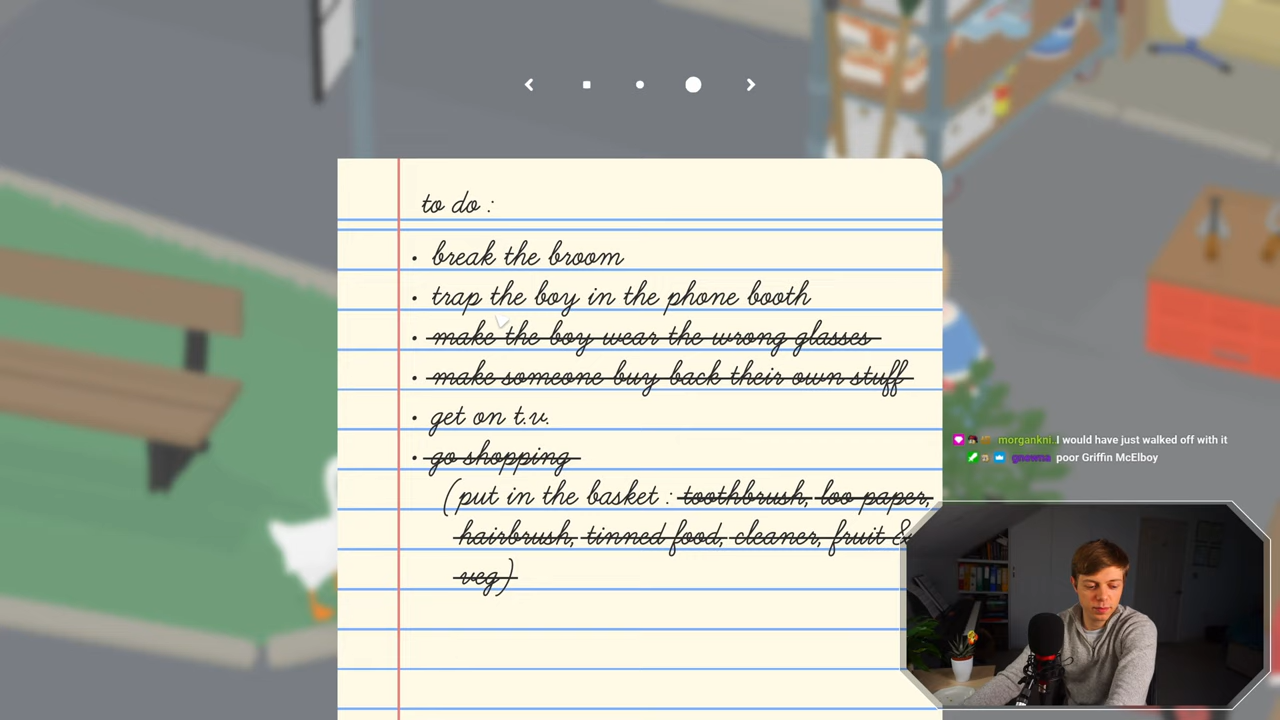 to do :
• break the broom
• trap the boy in the phone booth
• make the boy wear the wrong glasses
• make someone buy back their own stuff
• get on t.v.
• go shopping
(put in the basket : toothbrush, loo paper,
hairbrush, tinned food, cleaner, fruit &
veg)
morgankni..I would have just walked off with it
gnowna poor Griffin McElboy